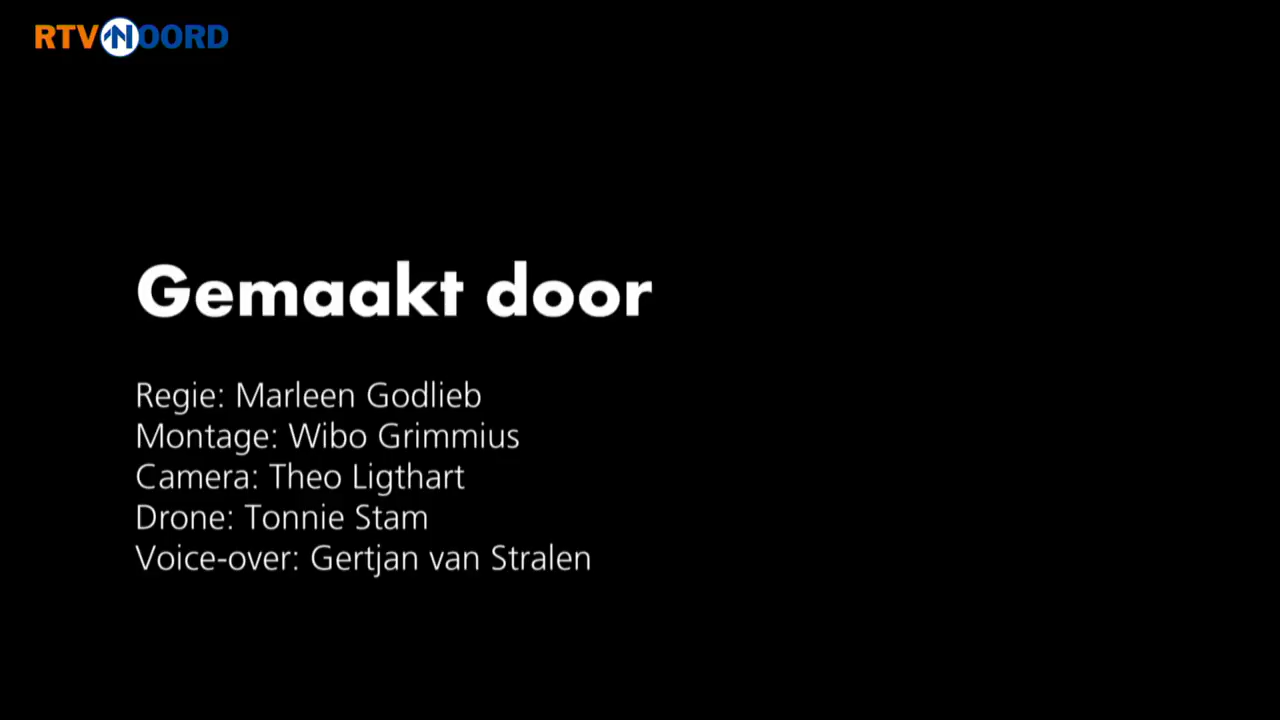 RTV NOORD
Gemaakt door
Regie: Marleen Godlieb
Montage: Wibo Grimmius
Camera: Theo Ligthart
Drone: Tonnie Stam
Voice-over: Gertjan van Stralen